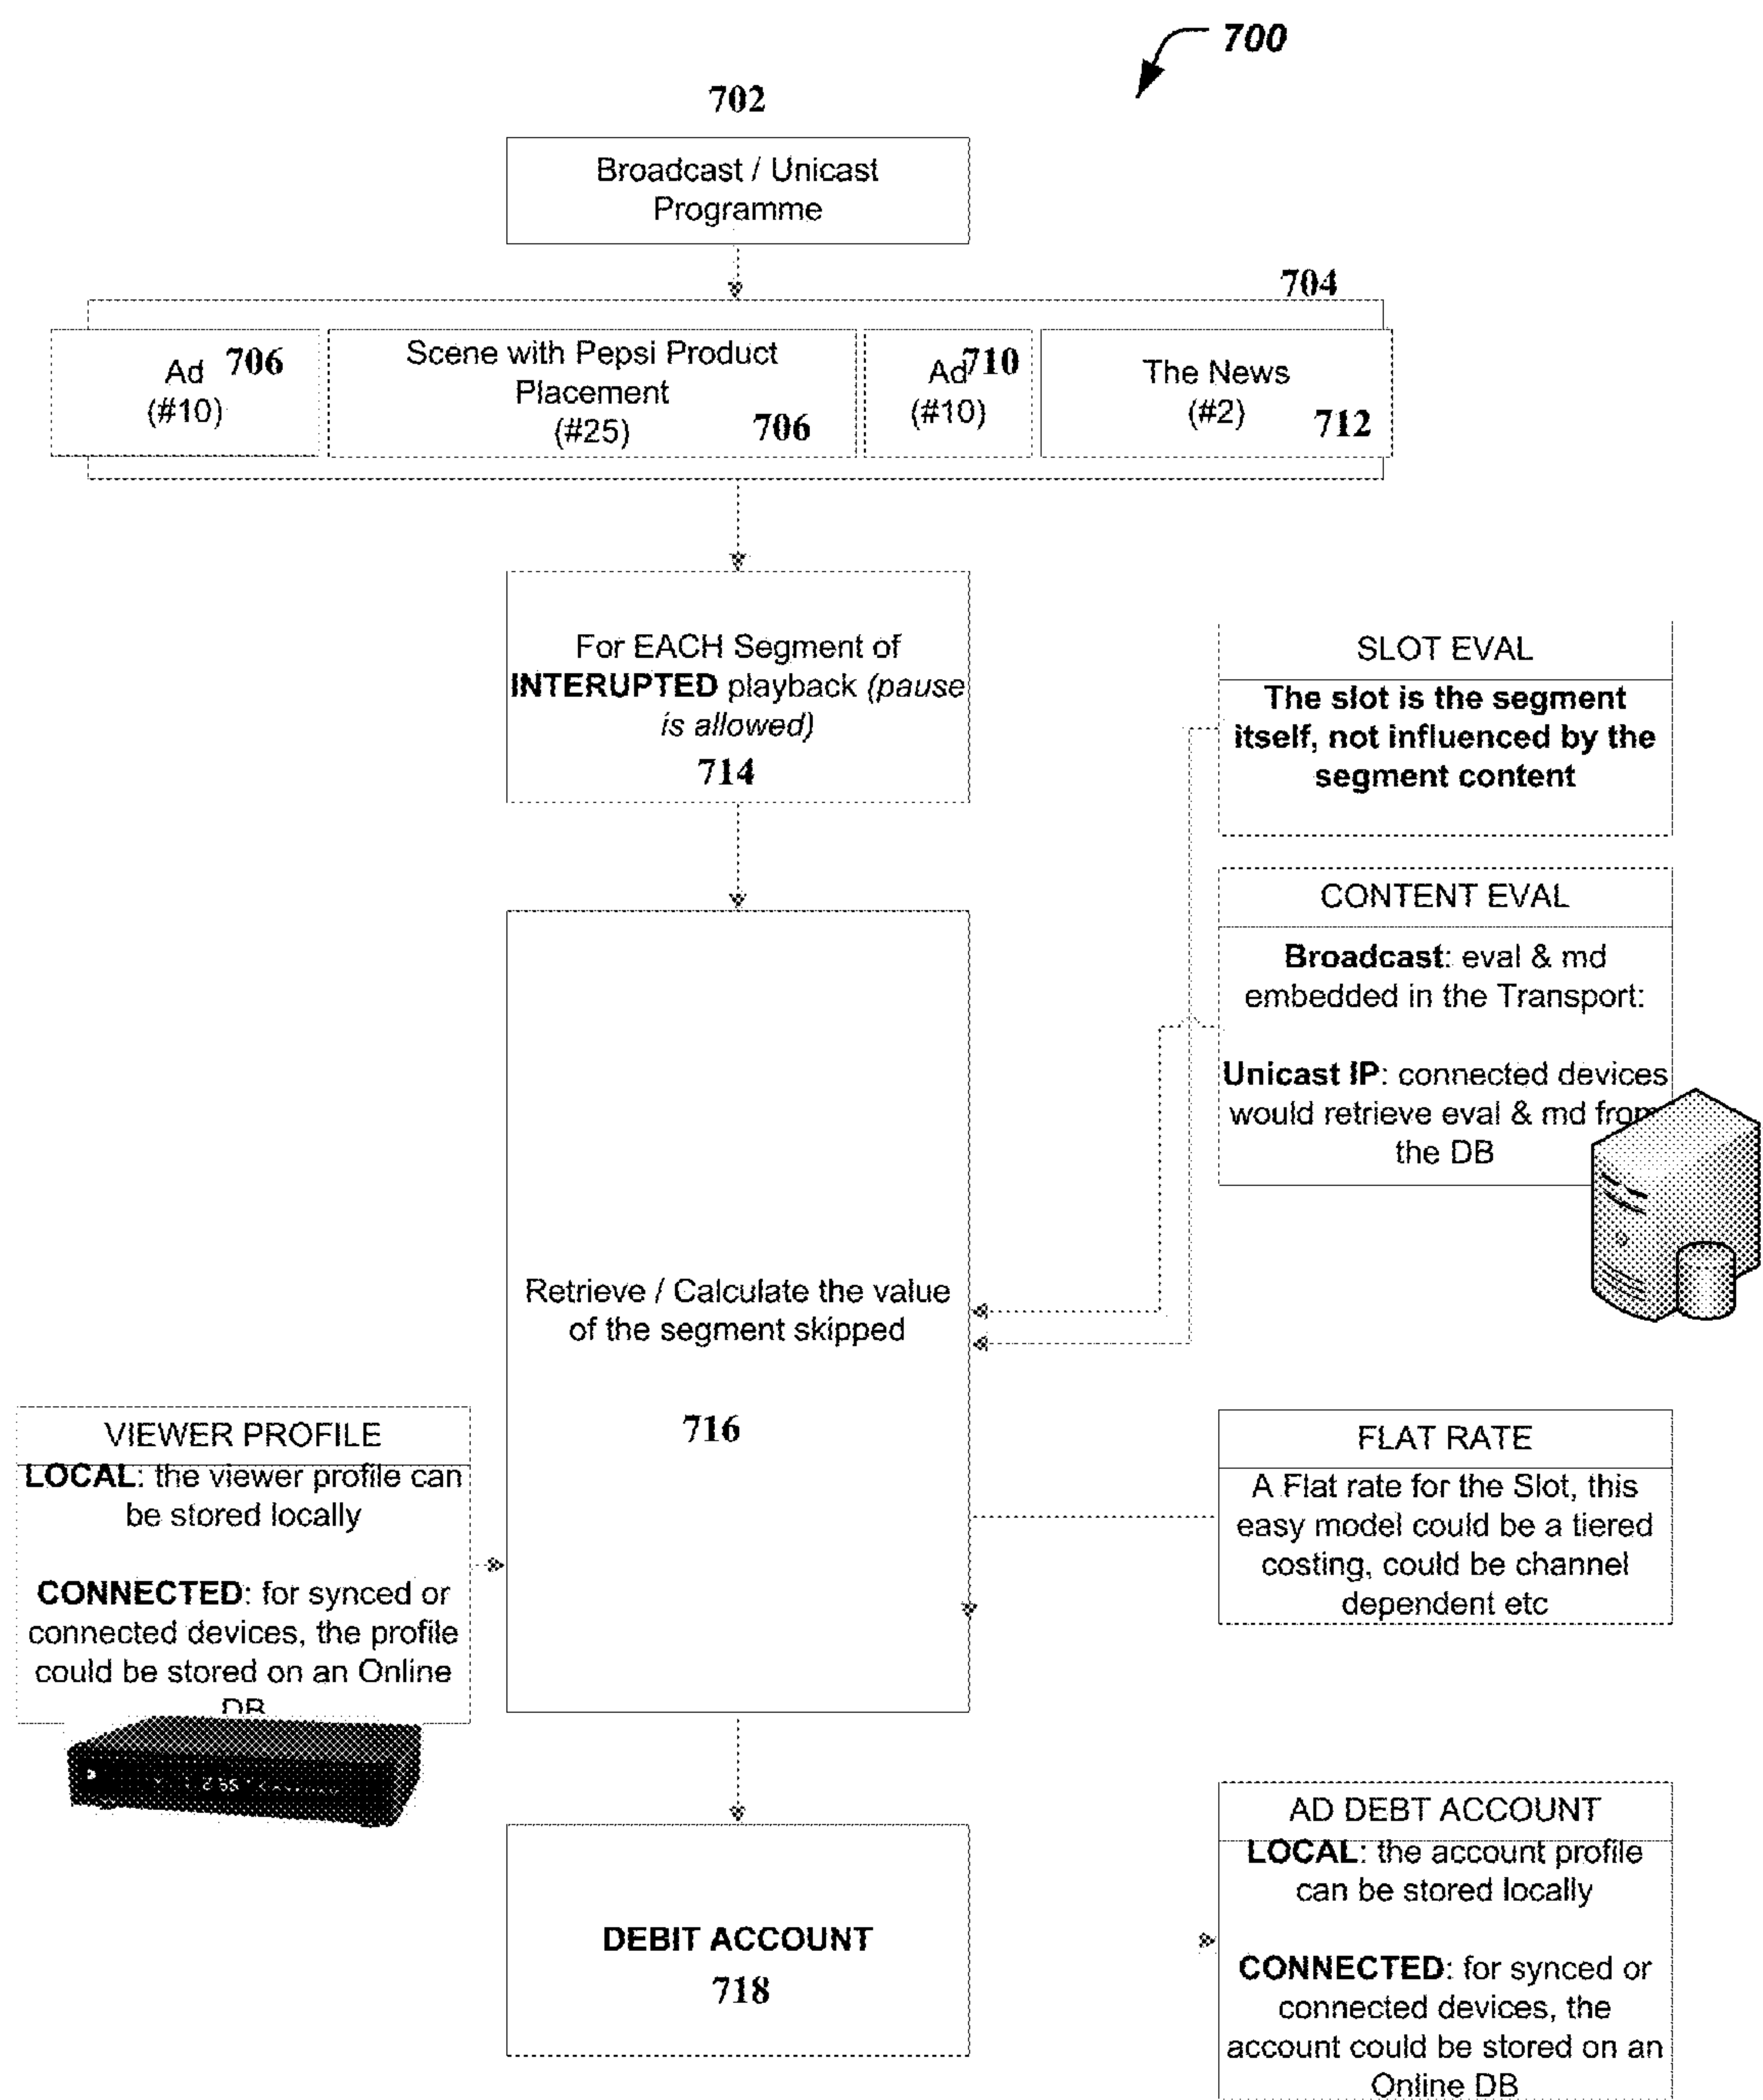 700
702
Broadcast / Unicast
Programme
704
Ad 706
(#10)
Scene with Pepsi Product
Placement
(#25) 706
Ad 710
(#10)
The News
(#2) 712
For EACH Segment of
INTERUPTED playback (pause
is allowed)
714
SLOT EVAL
The slot is the segment
itself, not influenced by the
segment content
CONTENT EVAL
Broadcast: eval & md
embedded in the Transport:
Unicast IP: connected devices
would retrieve eval & md from
the DB
Retrieve / Calculate the value
of the segment skipped
716
VIEWER PROFILE
LOCAL: the viewer profile can
be stored locally
CONNECTED: for synced or
connected devices, the profile
could be stored on an Online
DB
FLAT RATE
A Flat rate for the Slot, this
easy model could be a tiered
costing, could be channel
dependent etc
DEBIT ACCOUNT
718
AD DEBT ACCOUNT
LOCAL: the account profile
can be stored locally
CONNECTED: for synced or
connected devices, the
account could be stored on an
Online DB